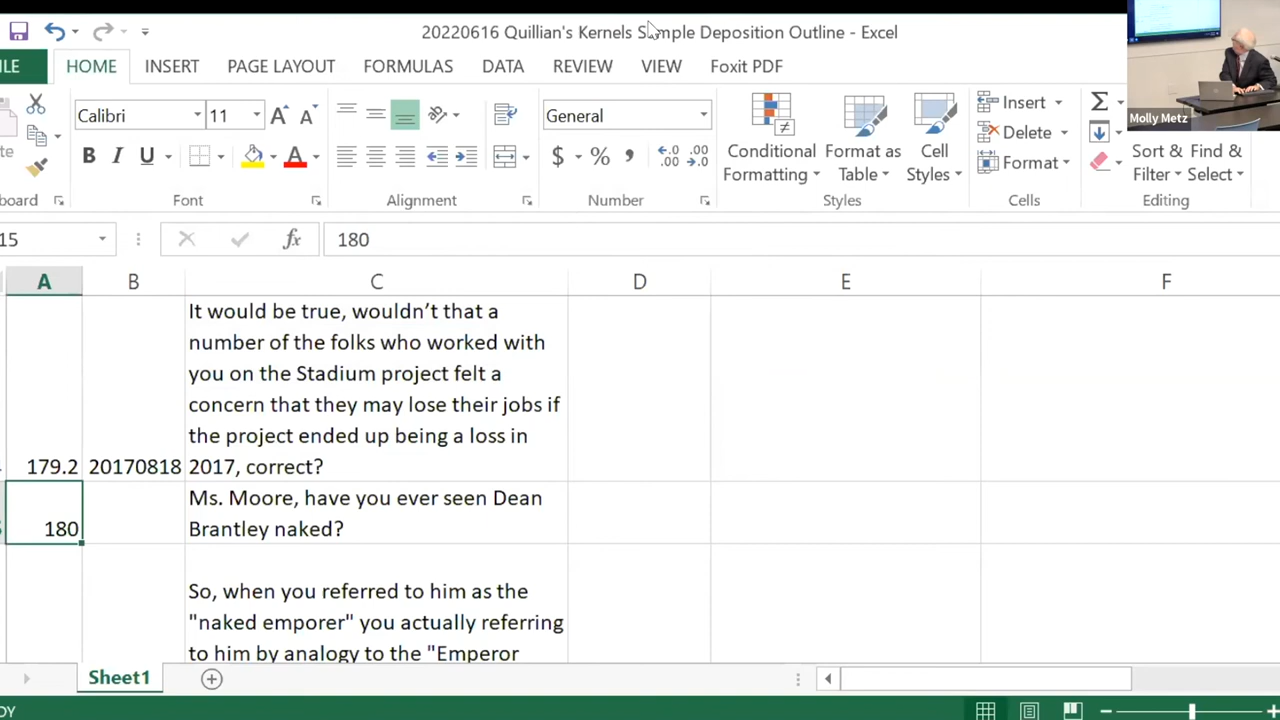 20220616 Quillian's Kernels Sample Deposition Outline - Excel
HOME INSERT PAGE LAYOUT FORMULAS DATA REVIEW VIEW Foxit PDF
Calibri 11 General Insert
Delete
Format
Conditional Formatting
Format as Table
Cell Styles
Sort & Filter
Find & Select
Font Alignment Number Styles Cells Editing
Molly Metz
15 fx 180
A B C D E F
It would be true, wouldn’t that a
number of the folks who worked with
you on the Stadium project felt a
concern that they may lose their jobs if
the project ended up being a loss in
179.2 20170818 2017, correct?
Ms. Moore, have you ever seen Dean
180 Brantley naked?
So, when you referred to him as the
"naked emporer" you actually referring
to him by analogy to the "Emperor
Sheet1